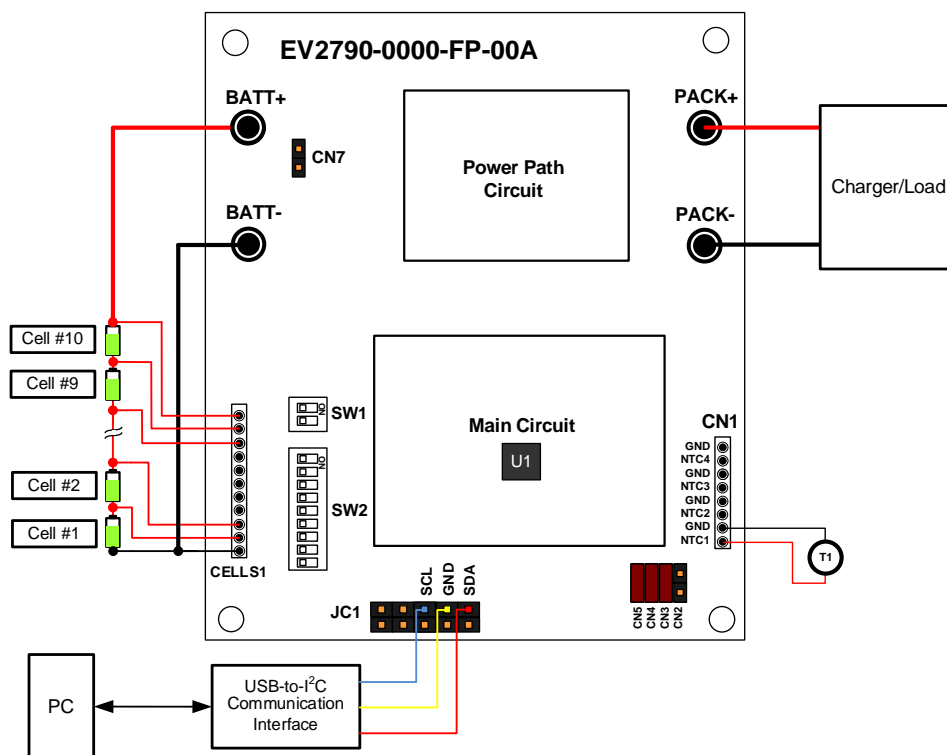 EV2790-0000-FP-00A
BATT+
PACK+
CN7
Power Path
Circuit
Charger/Load
BATT-
PACK-
Cell #10
Cell #9
Cell #2
Cell #1
CELLS1
ON
SW1
ON
SW2
Main Circuit
U1
CN1
GND
NTC4
GND
NTC3
GND
NTC2
GND
NTC1
T1
SCL
GND
SDA
JC1
CN5
CN4
CN3
CN2
PC
USB-to-I²C
Communication
Interface